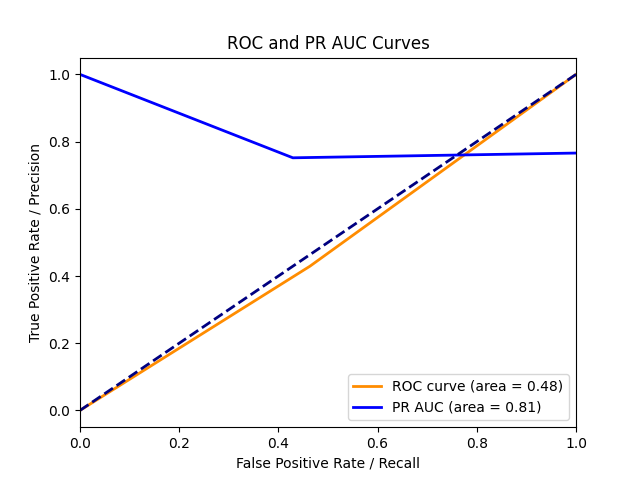 ROC and PR AUC Curves
True Positive Rate / Precision
1.0
0.8
0.6
0.4
0.2
0.0
0.0 0.2 0.4 0.6 0.8 1.0
False Positive Rate / Recall
ROC curve (area = 0.48)
PR AUC (area = 0.81)